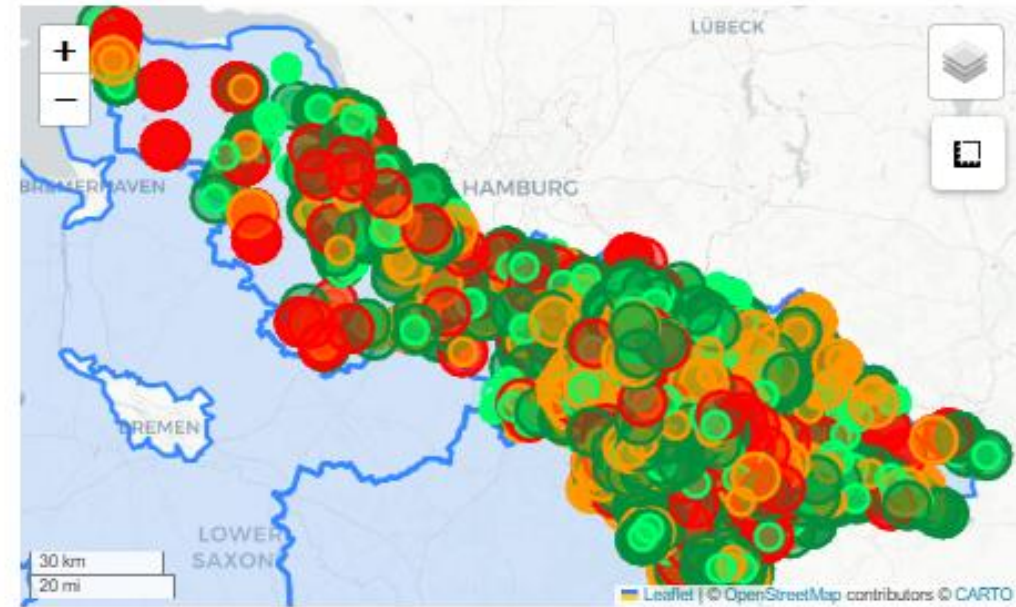 LÜBECK
+
−
BREMERHAVEN
HAMBURG
BREMEN
LOWER
SAXON
30 km
20 mi
Leaflet | © OpenStreetMap contributors © CARTO